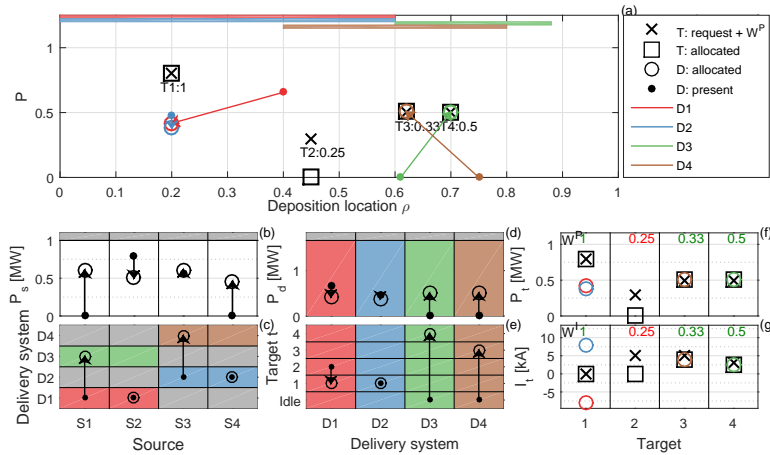 (a)
1
0.5
0
P
T1:1
T2:0.25
T3:0.33
T4:0.5
0
0.1
0.2
0.3
0.4
0.5
0.6
0.7
0.8
0.9
1
Deposition location ρ
T: request + W^P
T: allocated
D: allocated
D: present
D1
D2
D3
D4
(b)
1
0.5
0
P_s [MW]
(d)
1
0
P_d [MW]
(f)
W^P
1
0.25
0.33
0.5
1.5
1
0.5
0
P_t [MW]
(c)
D4
D3
D2
D1
Delivery system
S1
S2
S3
S4
Source
(e)
4
3
2
1
Idle
Target t
D1
D2
D3
D4
Delivery system
(g)
W^I
1
0.25
0.33
0.5
10
5
0
-5
I_t [kA]
1
2
3
4
Target